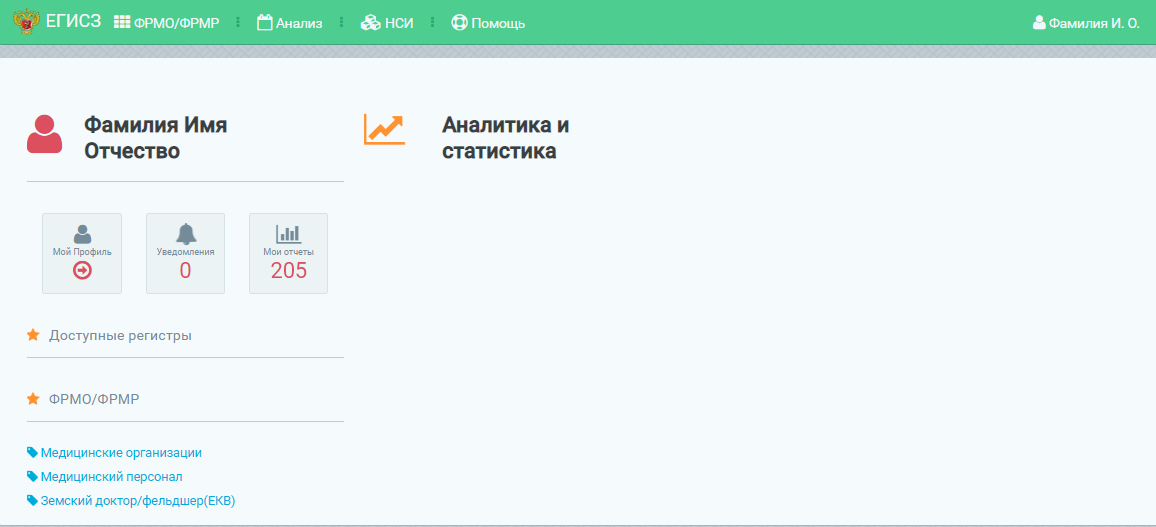 ЕГИСЗ ФРМО/ФРМР Анализ НСИ Помощь Фамилия И. О.
Фамилия Имя
Отчество
Аналитика и
статистика
Мой Профиль Уведомления Мои отчеты
0 205
Доступные регистры
ФРМО/ФРМР
Медицинские организации
Медицинский персонал
Земский доктор/фельдшер(ЕКВ)